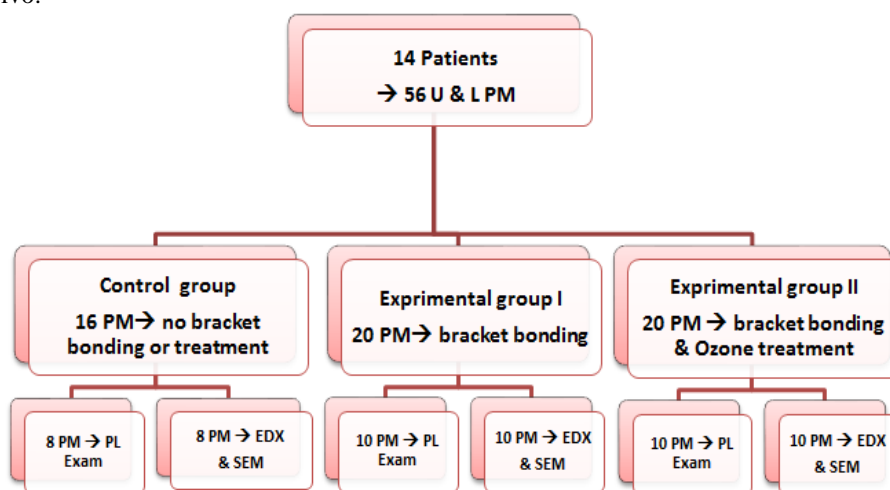 14 Patients
→ 56 U & L PM
Control group
16 PM→ no bracket
bonding or treatment
Exprimental group I
20 PM→ bracket bonding
Exprimental group II
20 PM → bracket bonding
& Ozone treatment
8 PM → PL
Exam
8 PM → EDX
& SEM
10 PM → PL
Exam
10 PM → EDX
& SEM
10 PM → PL
Exam
10 PM → EDX
& SEM